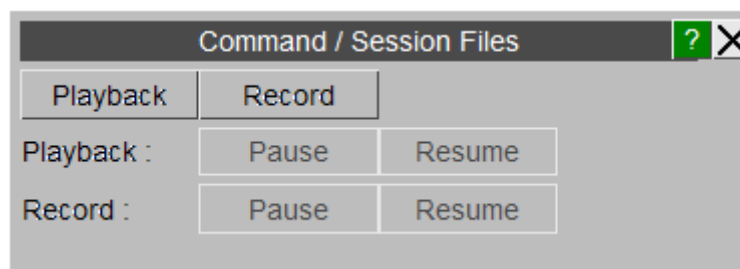 Command / Session Files ? X
Playback Record
Playback : Pause Resume
Record : Pause Resume